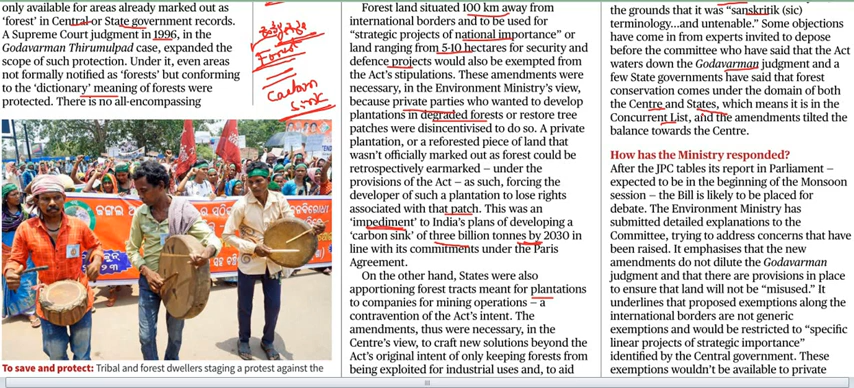 only available for areas already marked out as
'forest' in Central or State government records.
A Supreme Court judgment in 1996, in the
Godavarman Thirumulpad case, expanded the
scope of such protection. Under it, even areas
not formally notified as 'forests' but conforming
to the 'dictionary' meaning of forests were
protected. There is no all-encompassing
Forest
Carbon
sink
ଜଙ୍ଗଲ
To save and protect: Tribal and forest dwellers staging a protest against the
Forest land situated 100 km away from
international borders and to be used for
"strategic projects of national importance" or
land ranging from 5-10 hectares for security and
defence projects would also be exempted from
the Act's stipulations. These amendments were
necessary, in the Environment Ministry's view,
because private parties who wanted to develop
plantations in degraded forests or restore tree
patches were disincentivised to do so. A private
plantation, or a reforested piece of land that
wasn't officially marked out as forest could be
retrospectively earmarked — under the
provisions of the Act — as such, forcing the
developer of such a plantation to lose rights
associated with that patch. This was an
'impediment' to India's plans of developing a
'carbon sink' of three billion tonnes by 2030 in
line with its commitments under the Paris
Agreement.
On the other hand, States were also
apportioning forest tracts meant for plantations
to companies for mining operations — a
contravention of the Act's intent. The
amendments, thus were necessary, in the
Centre's view, to craft new solutions beyond the
Act's original intent of only keeping forests from
being exploited for industrial uses and, to aid
the grounds that it was "sanskritik (sic)
terminology...and untenable." Some objections
have come in from experts invited to depose
before the committee who have said that the Act
waters down the Godavarman judgment and a
few State governments have said that forest
conservation comes under the domain of both
the Centre and States, which means it is in the
Concurrent List, and the amendments tilted the
balance towards the Centre.
How has the Ministry responded?
After the JPC tables its report in Parliament —
expected to be in the beginning of the Monsoon
session — the Bill is likely to be placed for
debate. The Environment Ministry has
submitted detailed explanations to the
Committee, trying to address concerns that have
been raised. It emphasises that the new
amendments do not dilute the Godavarman
judgment and that there are provisions in place
to ensure that land will not be "misused." It
underlines that proposed exemptions along the
international borders are not generic
exemptions and would be restricted to "specific
linear projects of strategic importance"
identified by the Central government. These
exemptions wouldn't be available to private